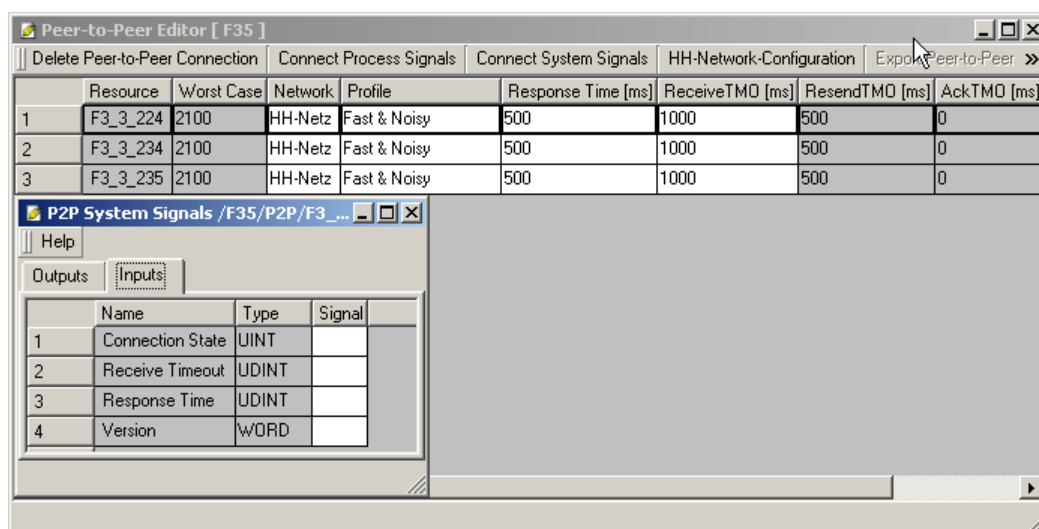 Peer-to-Peer Editor [ F35 ]
Delete Peer-to-Peer Connection Connect Process Signals Connect System Signals HH-Network-Configuration Export Peer-to-Peer »
Resource Worst Case Network Profile Response Time [ms] ReceiveTMO [ms] ResendTMO [ms] AckTMO [ms]
1 F3_3_224 2100 HH-Netz Fast & Noisy 500 1000 500 0
2 F3_3_234 2100 HH-Netz Fast & Noisy 500 1000 500 0
3 F3_3_235 2100 HH-Netz Fast & Noisy 500 1000 500 0
P2P System Signals /F35/P2P/F3_...
Help
Outputs Inputs
Name Type Signal
1 Connection State UINT
2 Receive Timeout UDINT
3 Response Time UDINT
4 Version WORD